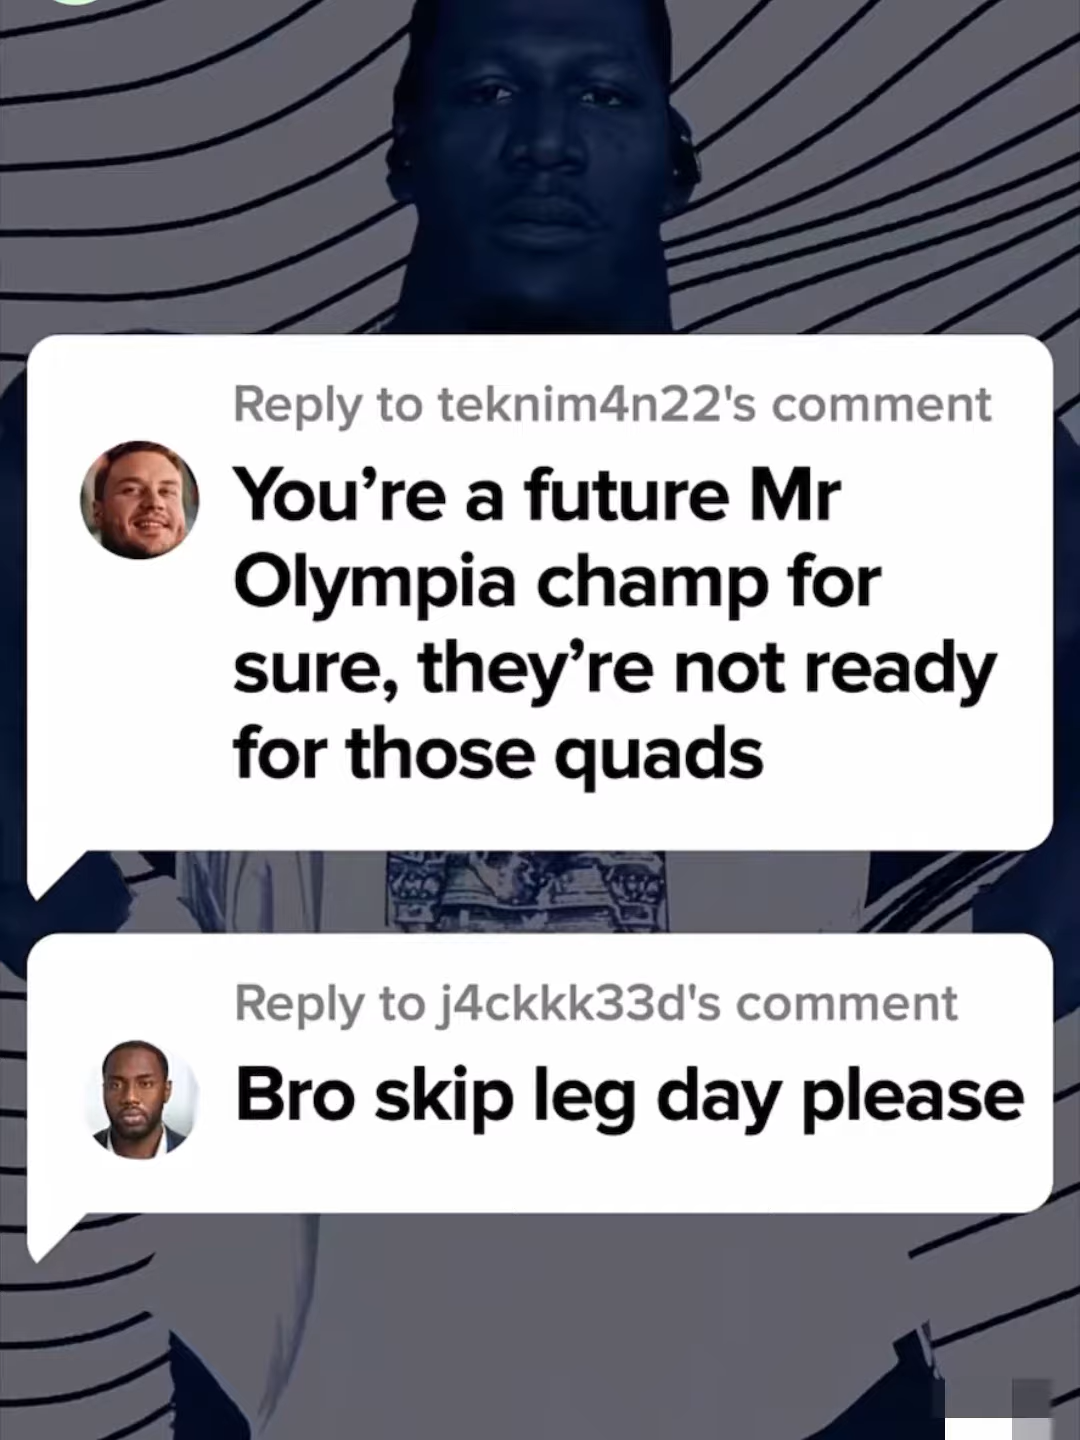 Reply to teknim4n22's comment
You’re a future Mr
Olympia champ for
sure, they’re not ready
for those quads
Reply to j4ckkk33d's comment
Bro skip leg day please